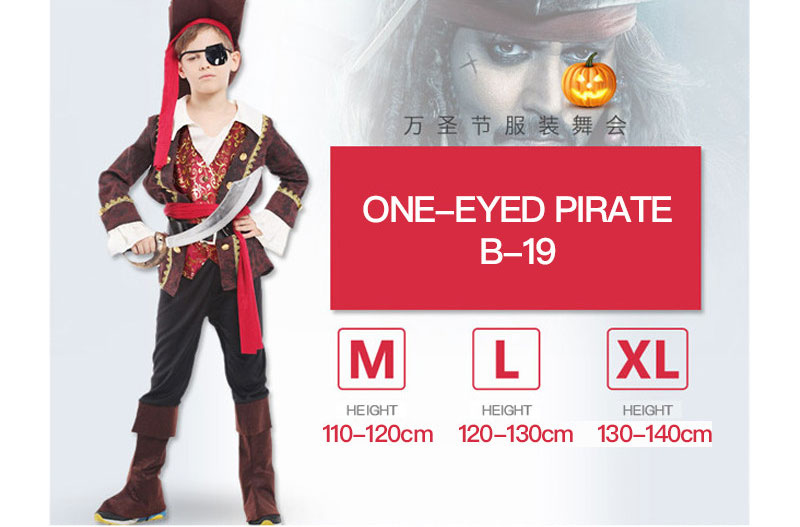 万圣节服装舞会
ONE-EYED PIRATE
B-19
M L XL
HEIGHT HEIGHT HEIGHT
110-120cm 120-130cm 130-140cm